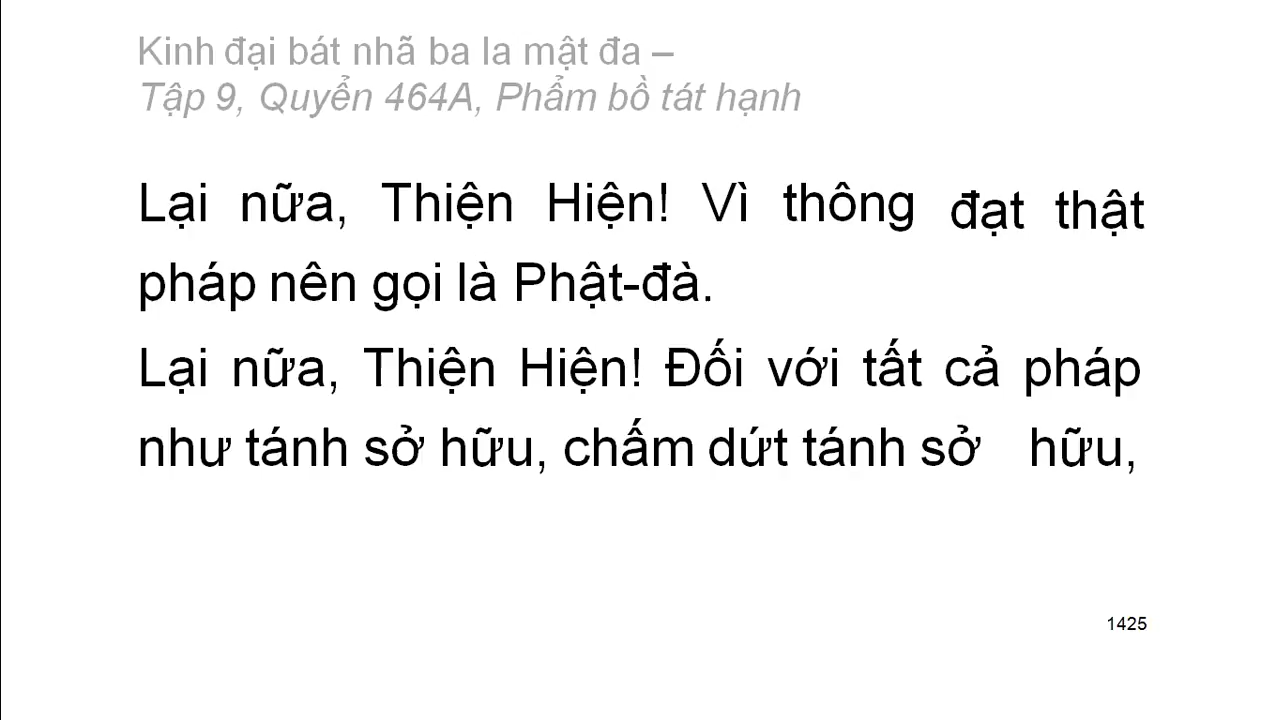 Kinh đại bát nhã ba la mật đa –
Tập 9, Quyển 464A, Phẩm bồ tát hạnh
Lại nữa, Thiện Hiện! Vì thông đạt thật
pháp nên gọi là Phật-đà.
Lại nữa, Thiện Hiện! Đối với tất cả pháp
như tánh sở hữu, chấm dứt tánh sở hữu,
1425